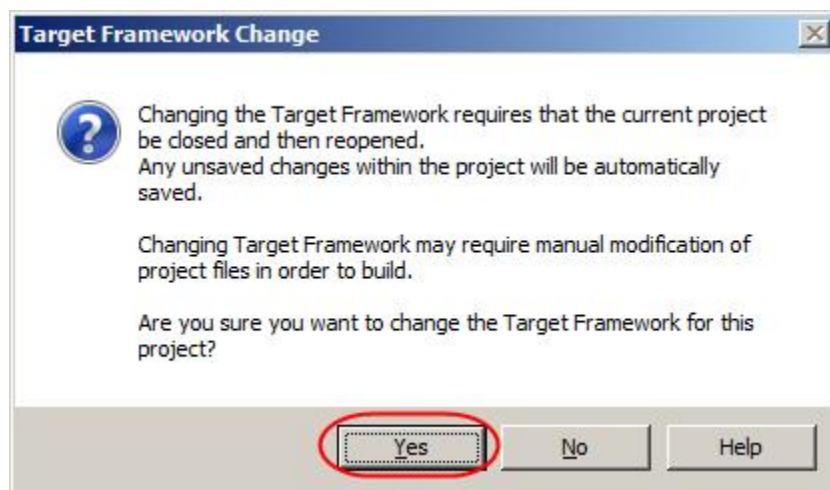 Target Framework Change
Changing the Target Framework requires that the current project
be closed and then reopened.
Any unsaved changes within the project will be automatically
saved.
Changing Target Framework may require manual modification of
project files in order to build.
Are you sure you want to change the Target Framework for this
project?
Yes No Help